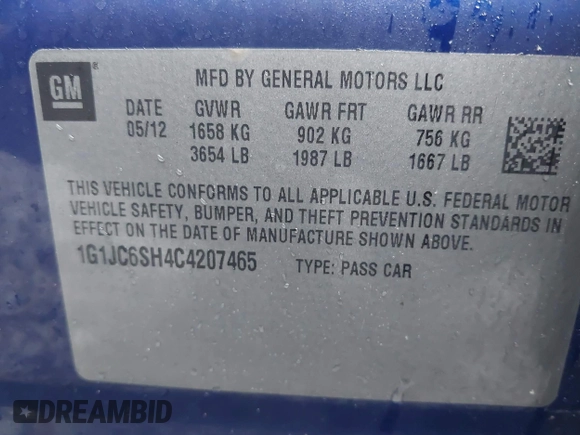 GM®
MFD BY GENERAL MOTORS LLC
DATE GVWR GAWR FRT GAWR RR
05/12 1658 KG 902 KG 756 KG
3654 LB 1987 LB 1667 LB
THIS VEHICLE CONFORMS TO ALL APPLICABLE U.S. FEDERAL MOTOR
VEHICLE SAFETY, BUMPER, AND THEFT PREVENTION STANDARDS IN
EFFECT ON THE DATE OF MANUFACTURE SHOWN ABOVE.
1G1JC6SH4C4207465 TYPE: PASS CAR
DREAMBID